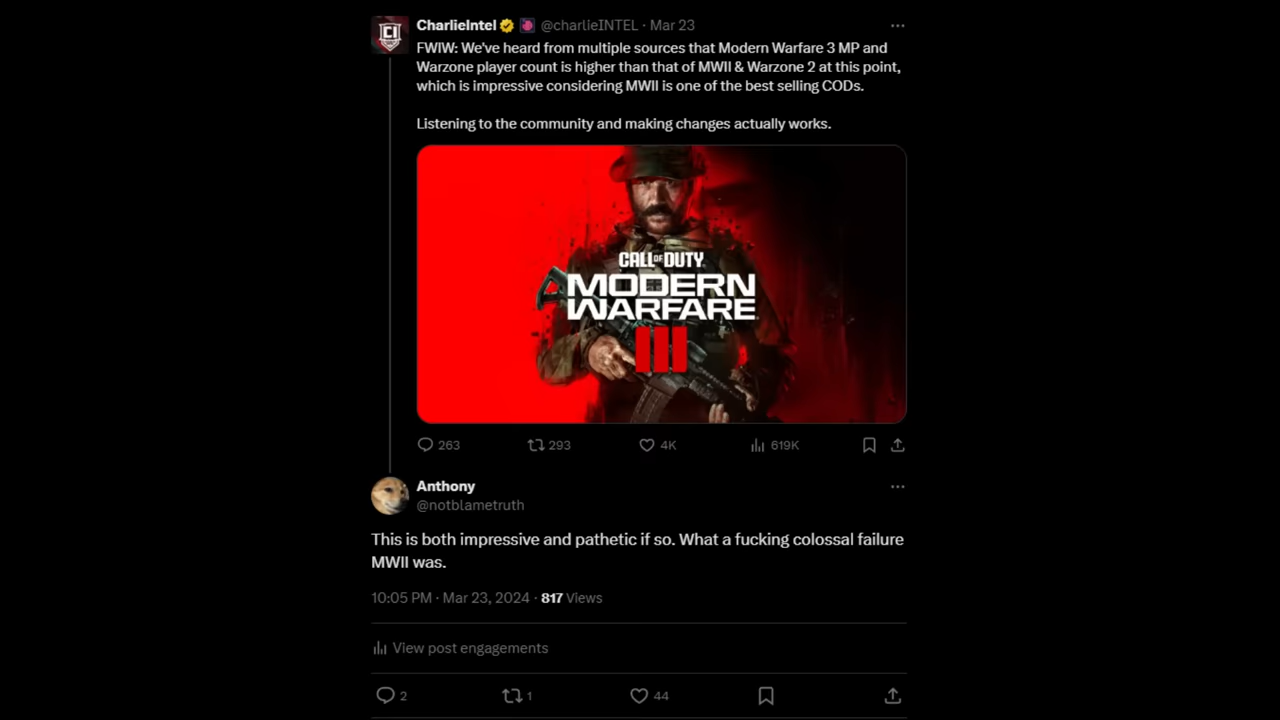 CharlieIntel @charlieINTEL · Mar 23
FWIW: We've heard from multiple sources that Modern Warfare 3 MP and
Warzone player count is higher than that of MWII & Warzone 2 at this point,
which is impressive considering MWII is one of the best selling CODs.
Listening to the community and making changes actually works.
CALL OF DUTY
MODERN
WARFARE
III
263 293 4K 619K
Anthony
@notblametruth
This is both impressive and pathetic if so. What a fucking colossal failure
MWII was.
10:05 PM · Mar 23, 2024 · 817 Views
View post engagements
2 1 44